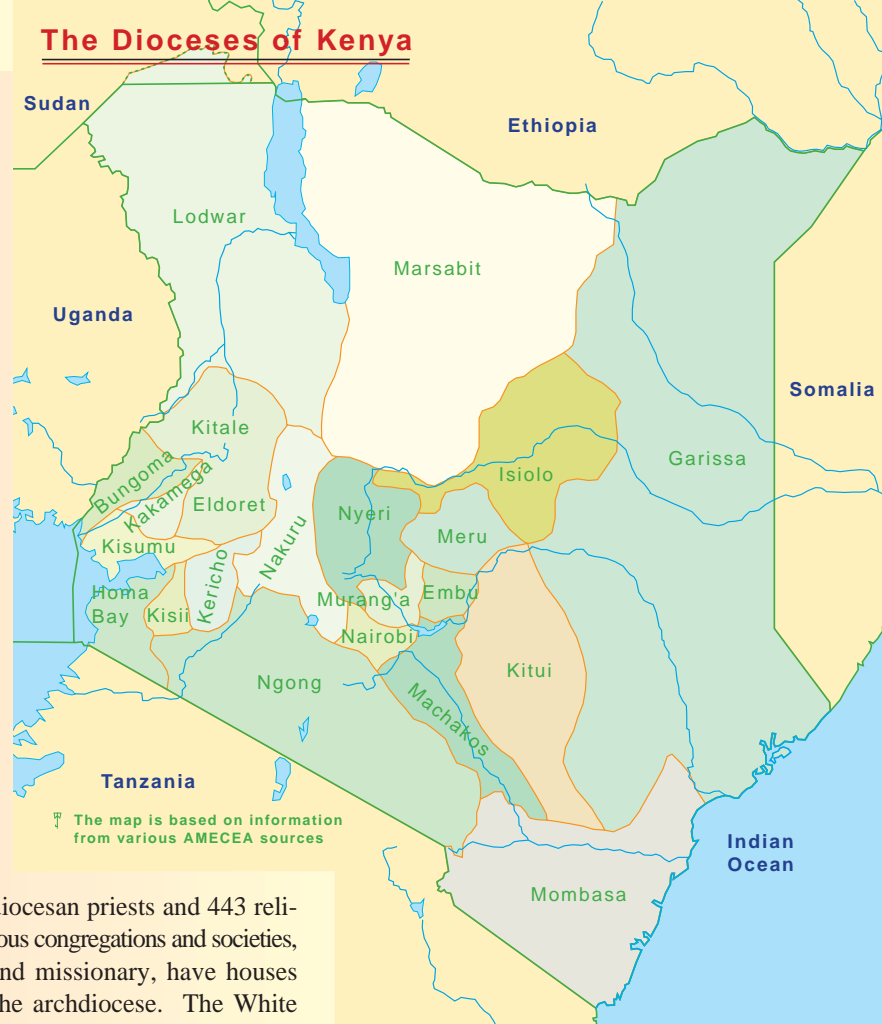 The Dioceses of Kenya
Sudan
Ethiopia
Lodwar
Marsabit
Uganda
Somalia
Kitale
Garissa
Bungoma
Kakamega
Isiolo
Eldoret
Nyeri
Meru
Kisumu
Nakuru
Kericho
Homa
Bay
Kisii
Murang'a
Embu
Nairobi
Kitui
Ngong
Machakos
Tanzania
The map is based on information
from various AMECEA sources
Indian
Ocean
Mombasa
diocesan priests and 443 reli-
ous congregations and societies,
nd missionary, have houses
he archdiocese. The White